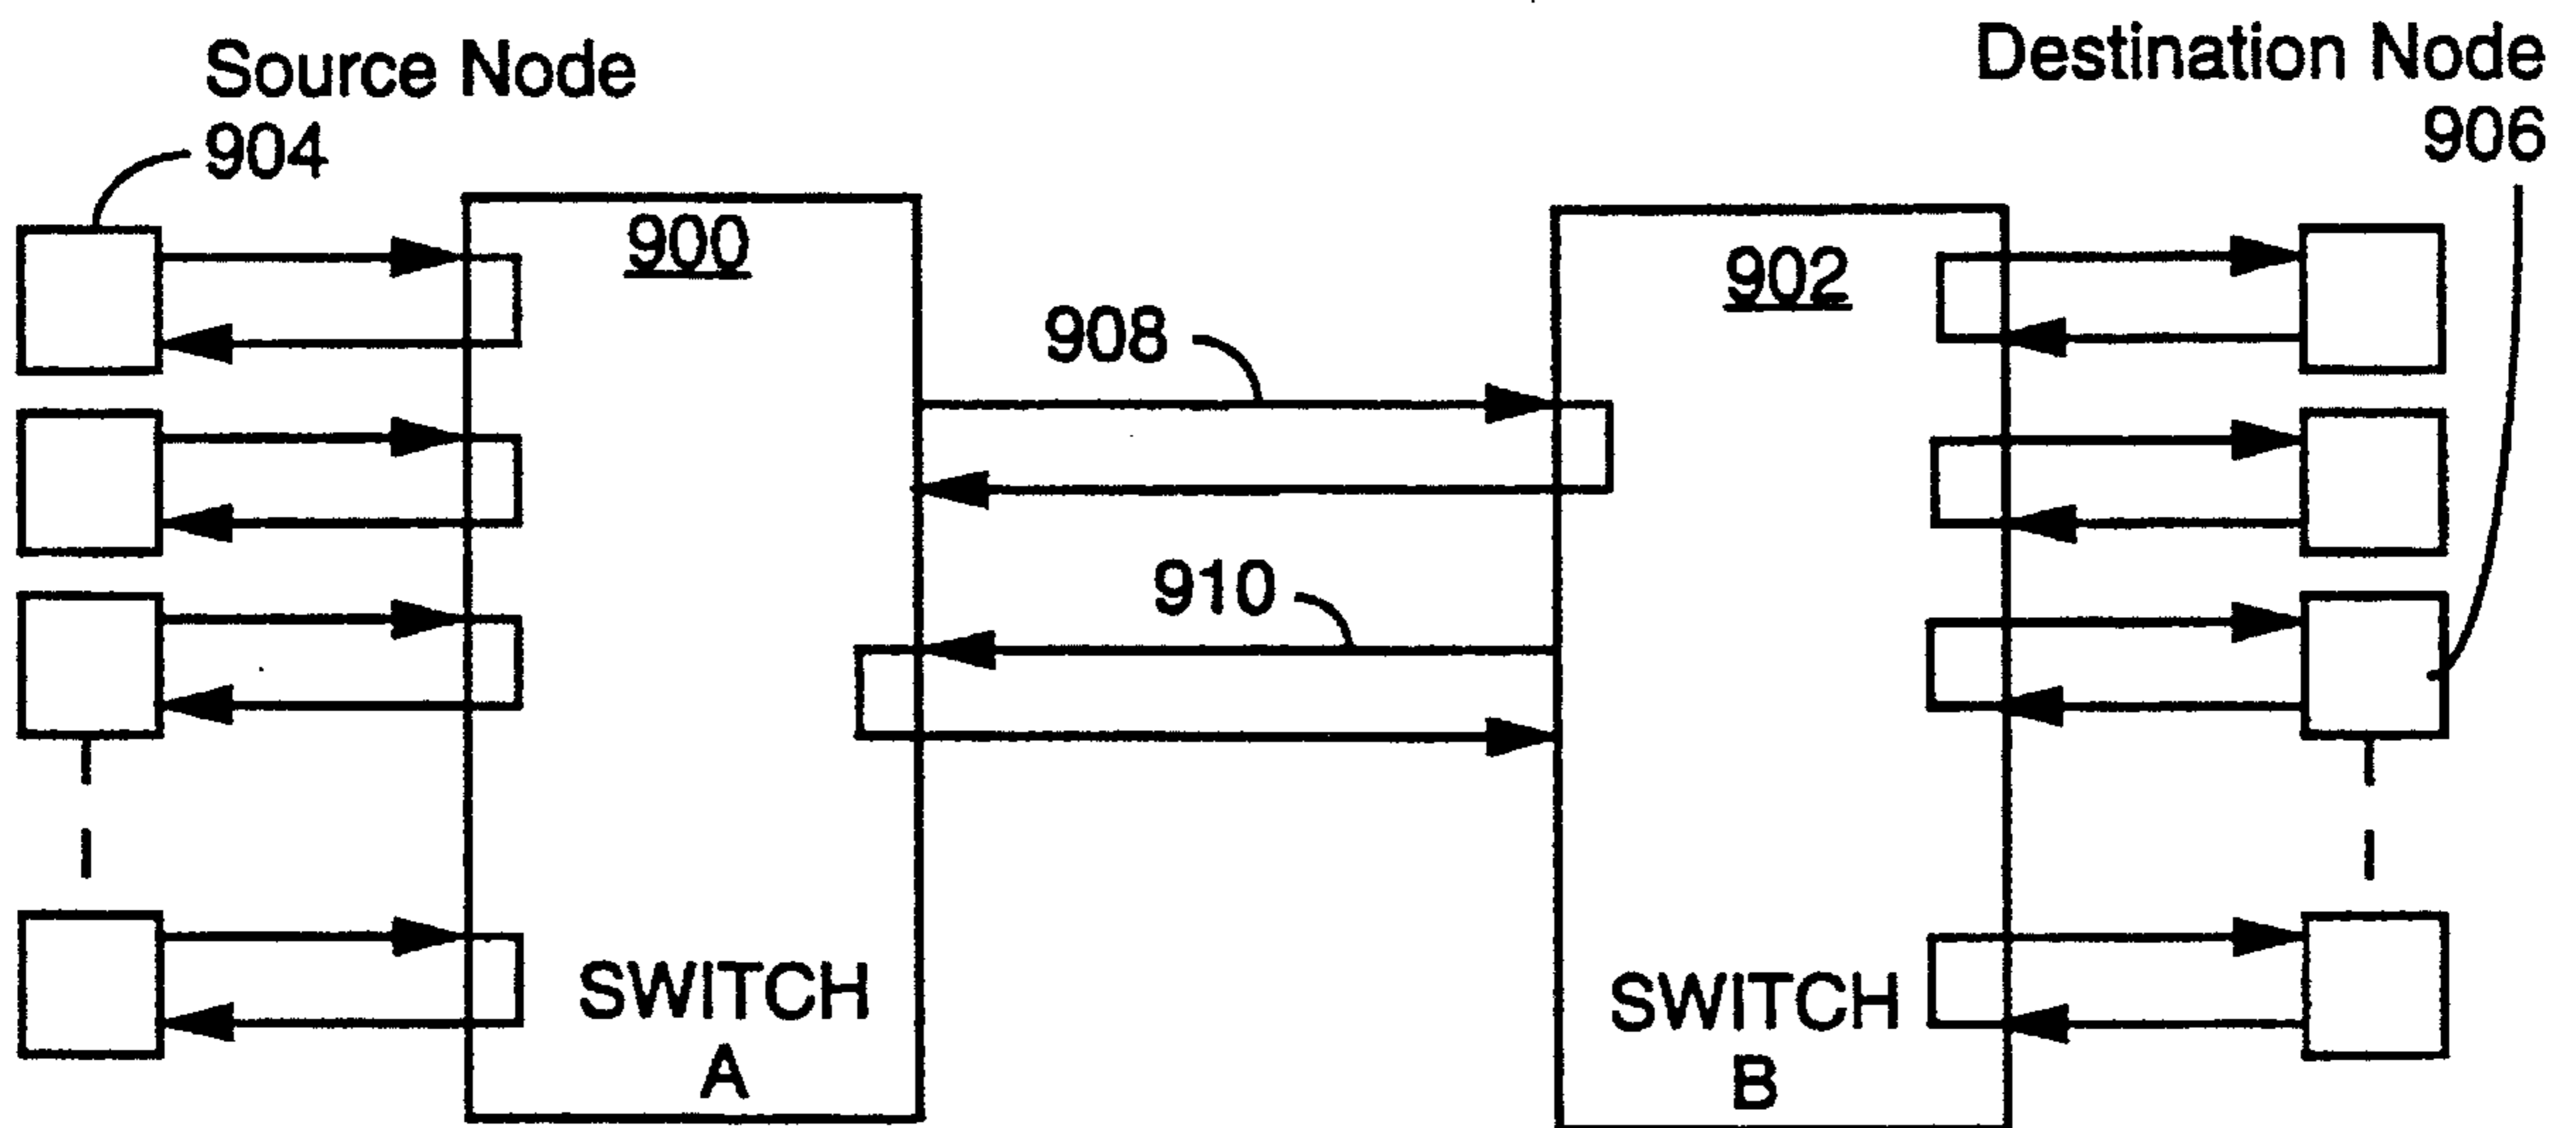 Source Node
904
Destination Node
906
900
902
908
910
SWITCH
A
SWITCH
B